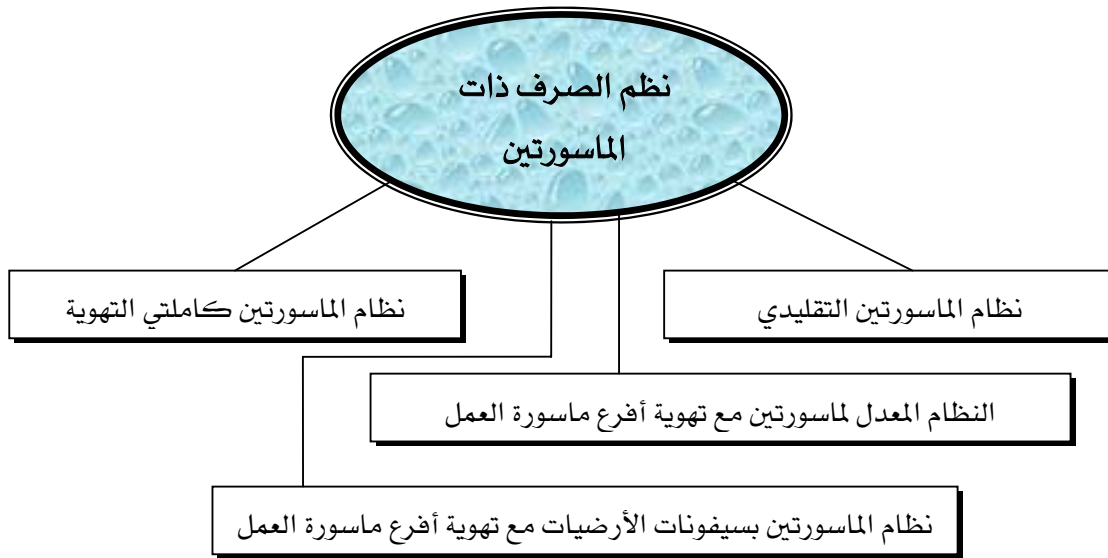 نظم الصرف ذات
الماسورتين
نظام الماسورتين التقليدي
نظام الماسورتين كاملتي التهوية
النظام المعدل لماسورتين مع تهوية أفرع ماسورة العمل
نظام الماسورتين بسيفونات الأرضيات مع تهوية أفرع ماسورة العمل